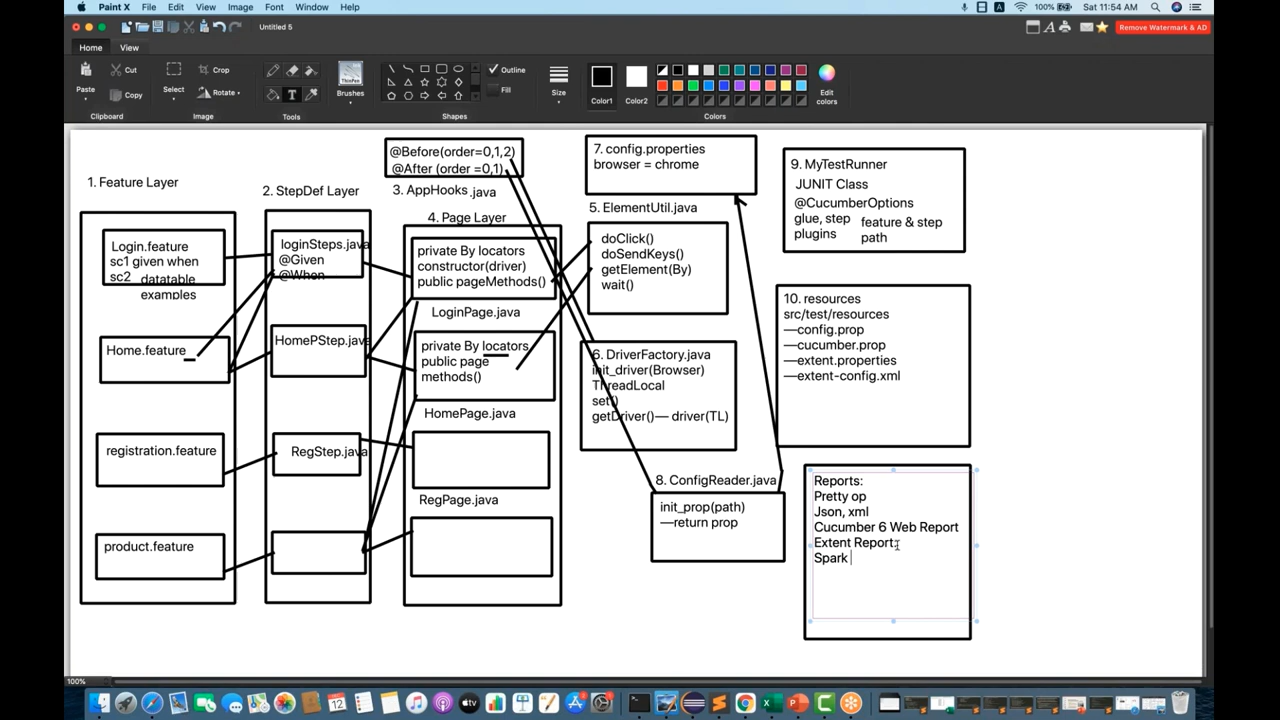 Paint X File Edit View Image Font Window Help
100% Sat 11:54 AM
Untitled 5
Remove Watermark & AD
Home View
Paste
Cut
Copy
Clipboard
Select
Crop
Rotate
Image
Tools
Brushes
Outline
Fill
Shapes
Size
Color1
Color2
Edit colors
Colors
1. Feature Layer
Login.feature
sc1 given when
sc2 datatable
examples
Home.feature
registration.feature
product.feature
2. StepDef Layer
loginSteps.java
@Given
@When
HomePStep.java
RegStep.java
@Before(order=0,1,2)
@After (order =0,1)
3. AppHooks.java
4. Page Layer
private By locators
constructor(driver)
public pageMethods()
LoginPage.java
private By locators
public page
methods()
HomePage.java
RegPage.java
7. config.properties
browser = chrome
5. ElementUtil.java
doClick()
doSendKeys()
getElement(By)
wait()
6. DriverFactory.java
init_driver(Browser)
ThreadLocal
set()
getDriver()— driver(TL)
8. ConfigReader.java
init_prop(path)
—return prop
9. MyTestRunner
JUNIT Class
@CucumberOptions
glue, step
plugins
feature & step
path
10. resources
src/test/resources
—config.prop
—cucumber.prop
—extent.properties
—extent-config.xml
Reports:
Pretty op
Json, xml
Cucumber 6 Web Report
Extent Report:
Spark
100%